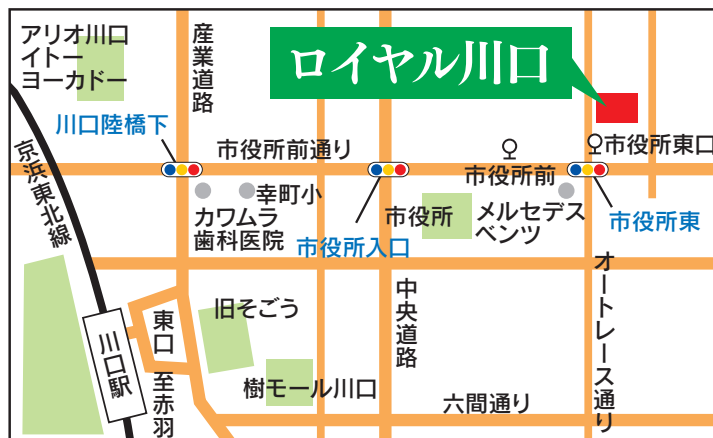 アリオ川口
イトー
ヨーカドー
産業道路
ロイヤル川口
川口陸橋下
市役所前通り
市役所前
市役所東口
京浜東北線
幸町小
カワムラ
歯科医院
市役所入口
市役所
メルセデス
ベンツ
市役所東
オートレース通り
中央道路
旧そごう
東口
至赤羽
川口駅
樹モール川口
六間通り